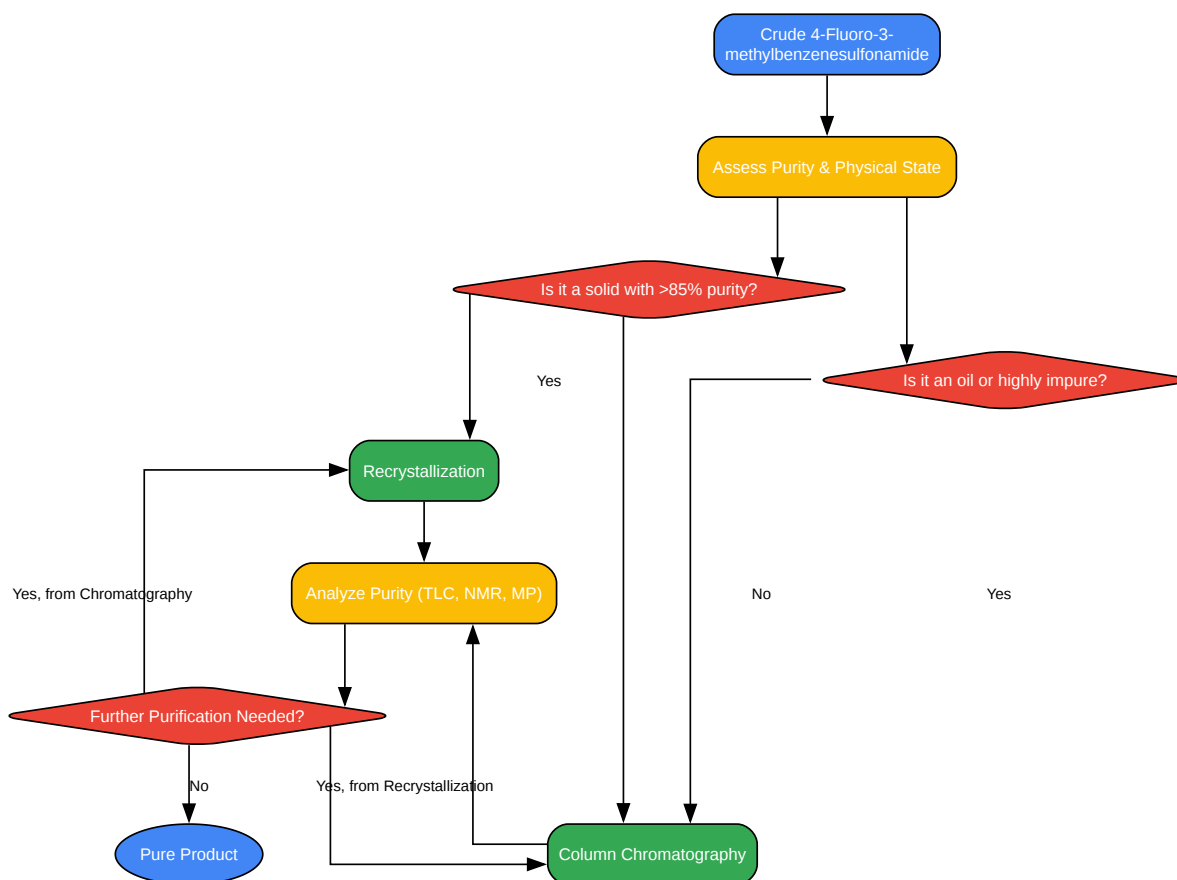 Crude 4-Fluoro-3-
methylbenzenesulfonamide
Assess Purity & Physical State
Is it a solid with >85% purity?
Is it an oil or highly impure?
Yes
Recrystallization
Yes, from Chromatography
Analyze Purity (TLC, NMR, MP)
No
Yes
Further Purification Needed?
No
Yes, from Recrystallization
Pure Product
Column Chromatography